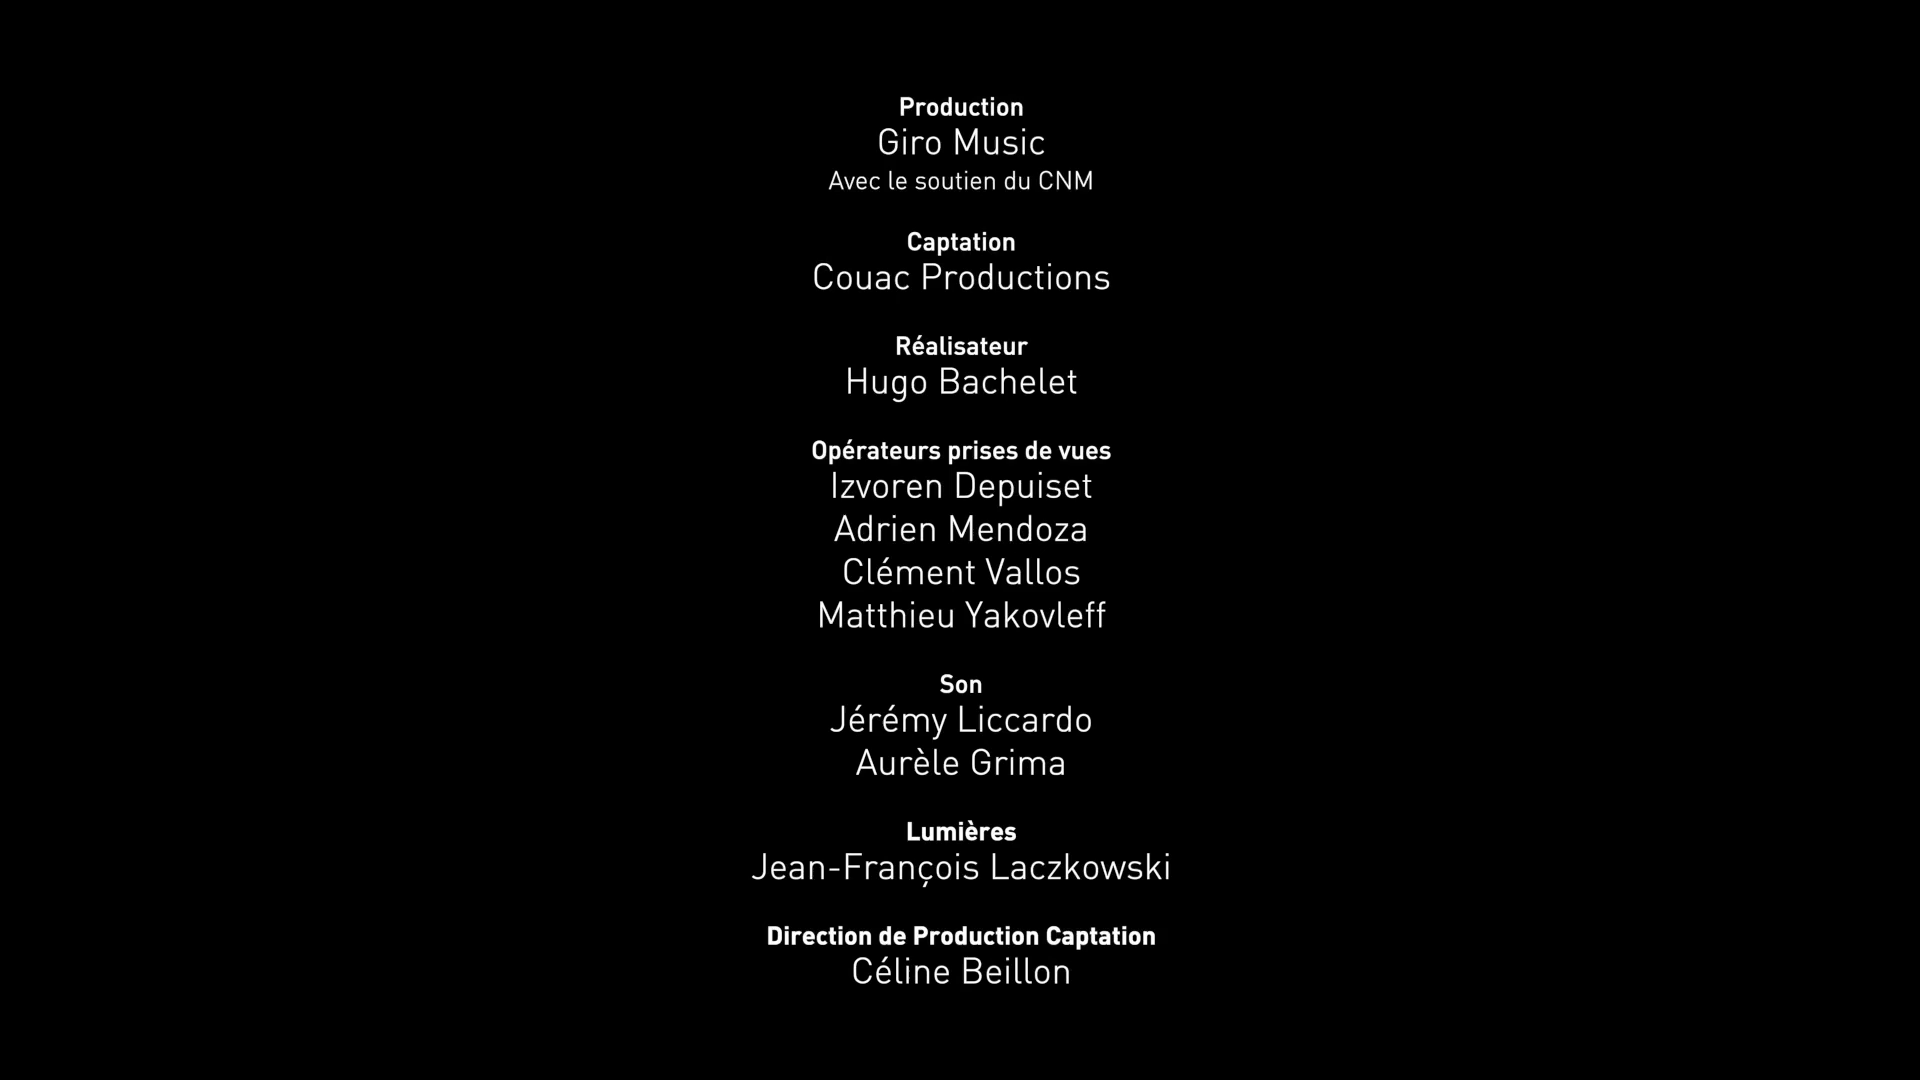 Production
Giro Music
Avec le soutien du CNM
Captation
Couac Productions
Réalisateur
Hugo Bachelet
Opérateurs prises de vues
Izvoren Depuiset
Adrien Mendoza
Clément Vallos
Matthieu Yakovleff
Son
Jérémy Liccardo
Aurèle Grima
Lumières
Jean-François Laczkowski
Direction de Production Captation
Céline Beillon